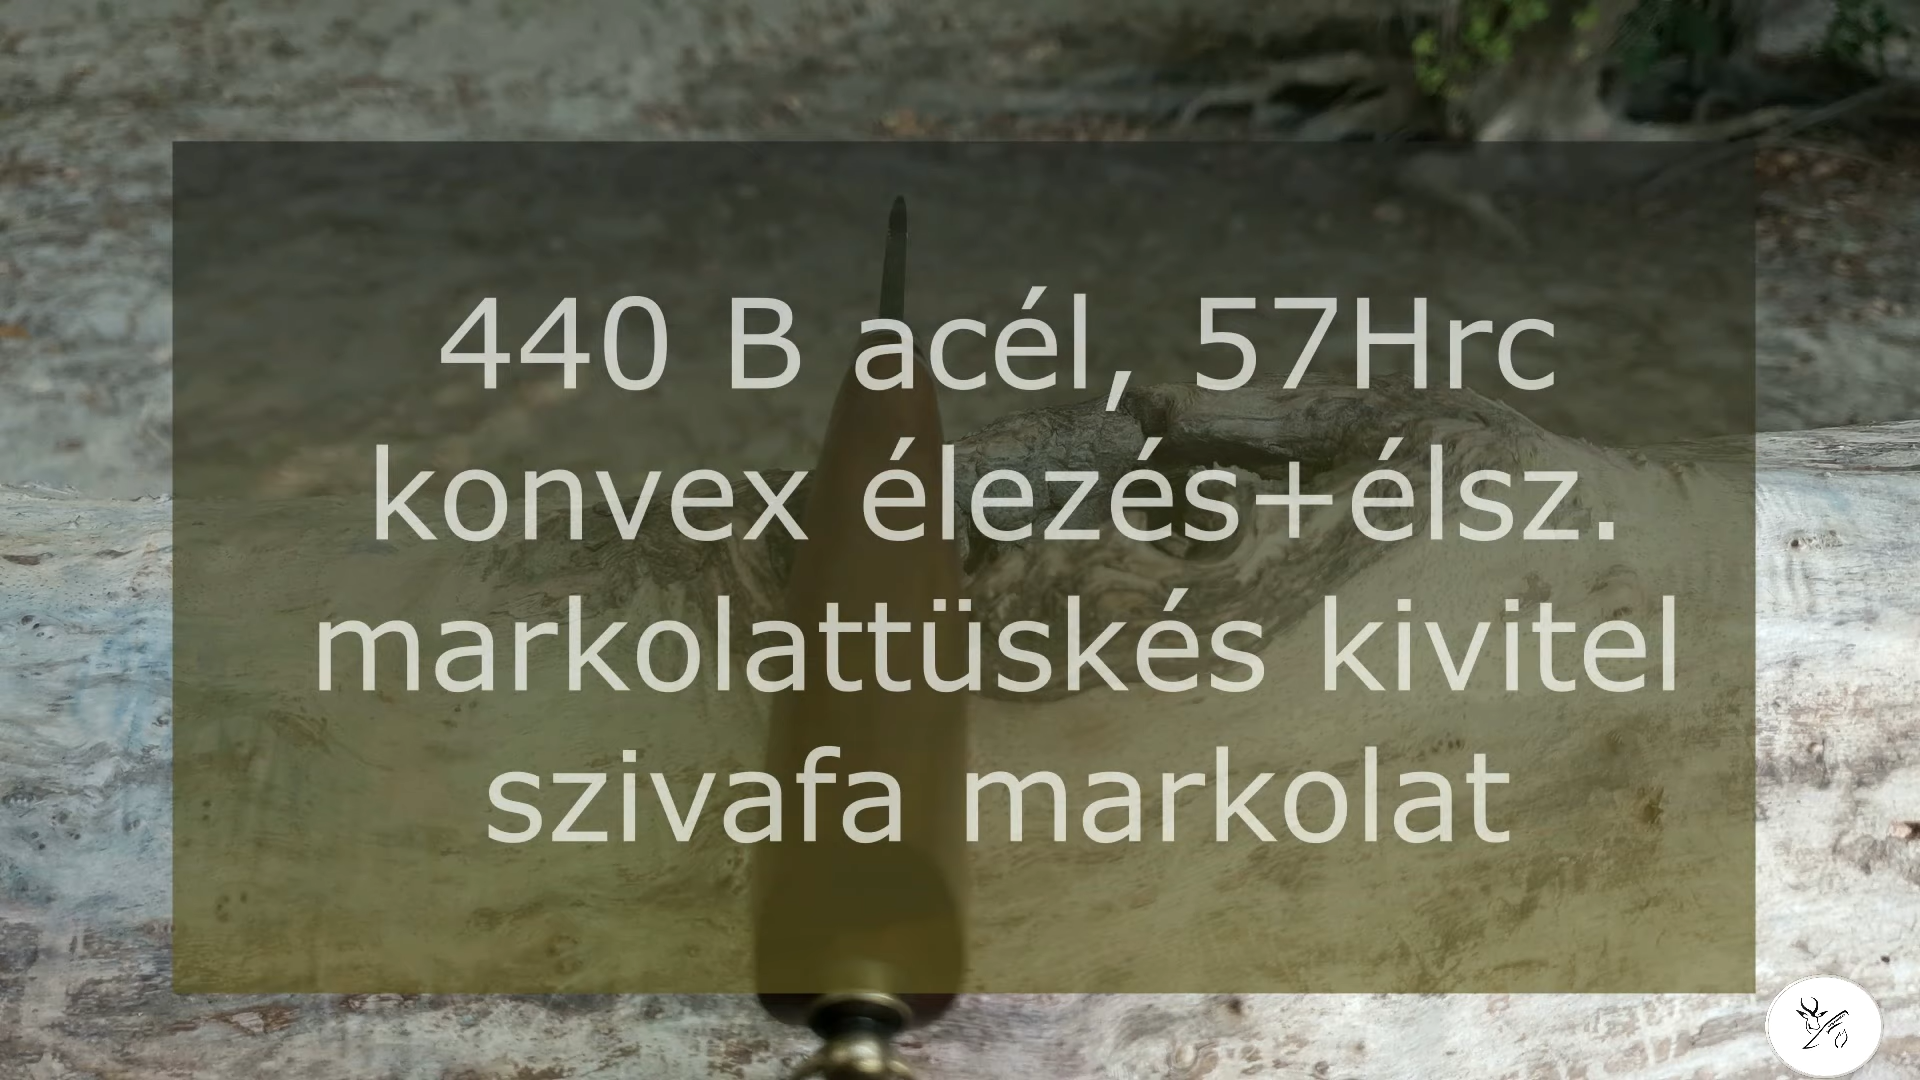 440 B acél, 57Hrc
konvex élezés+élsz.
markolattüskés kivitel
szivafa markolat